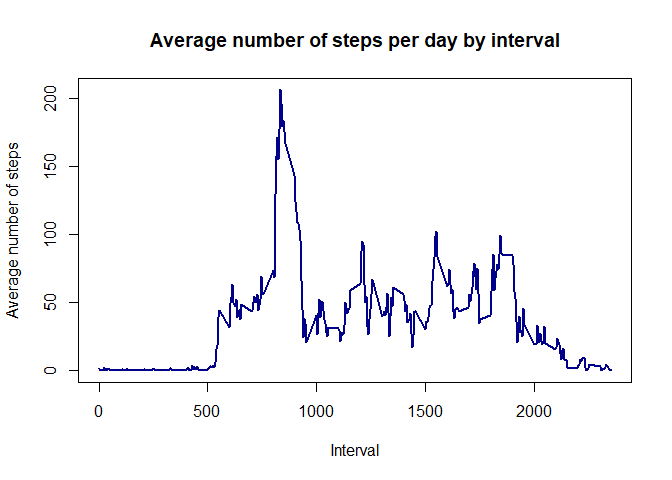 Average number of steps per day by interval
Average number of steps
200
150
100
50
0
0 500 1000 1500 2000
Interval